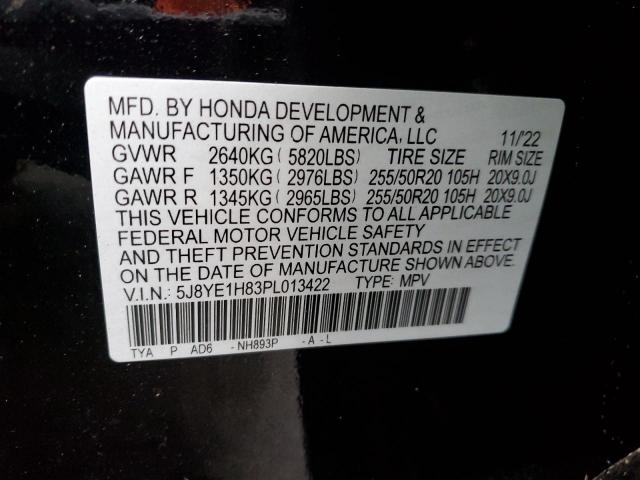 MFD. BY HONDA DEVELOPMENT &
MANUFACTURING OF AMERICA, LLC 11/'22
GVWR 2640KG ( 5820LBS) TIRE SIZE RIM SIZE
GAWR F 1350KG ( 2976LBS) 255/50R20 105H 20X9.0J
GAWR R 1345KG ( 2965LBS) 255/50R20 105H 20X9.0J
THIS VEHICLE CONFORMS TO ALL APPLICABLE
FEDERAL MOTOR VEHICLE SAFETY
AND THEFT PREVENTION STANDARDS IN EFFECT
ON THE DATE OF MANUFACTURE SHOWN ABOVE.
V.I.N.: 5J8YE1H83PL013422 TYPE: MPV
TYA P AD6 -NH893P -A-L